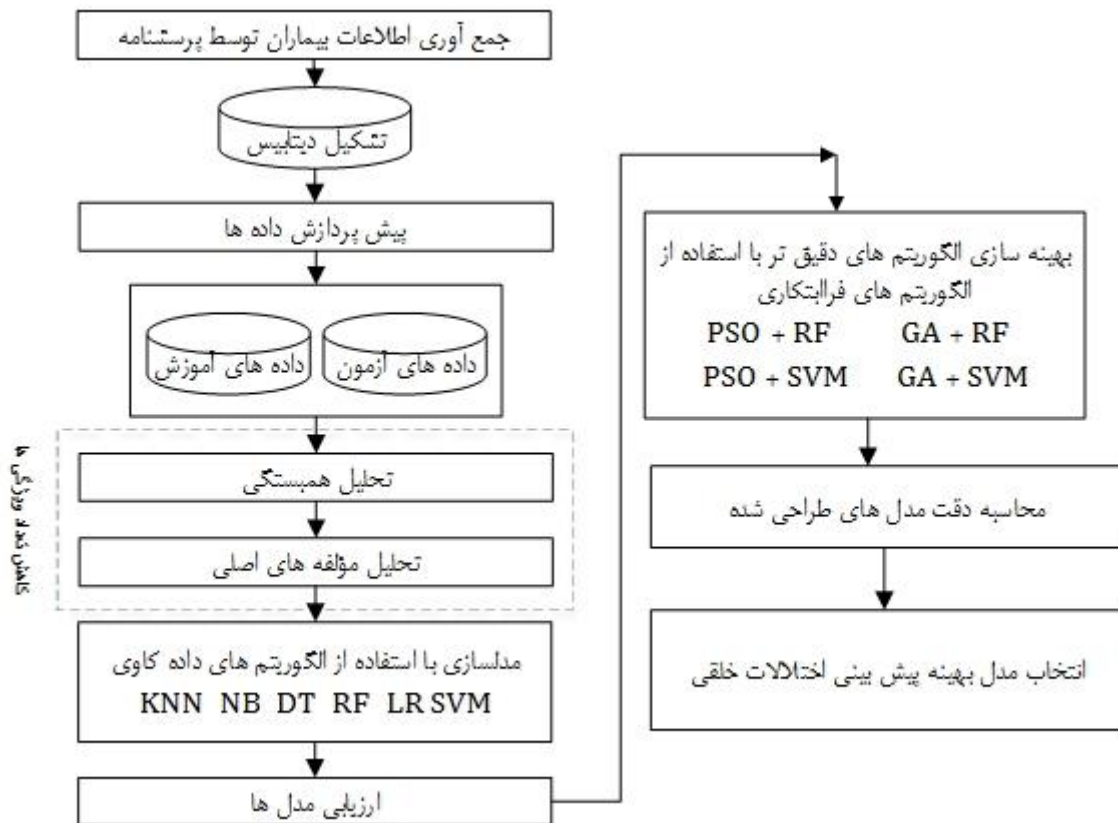 جمع آوری اطلاعات بیماران توسط پرسشنامه
تشکیل دیتابیس
پیش پردازش داده ها
داده های آزمون
داده های آموزش
کاهش تعداد ویژگی ها
تحلیل همبستگی
تحلیل مؤلفه های اصلی
مدلسازی با استفاده از الگوریتم های داده کاوی
KNN NB DT RF LR SVM
ارزیابی مدل ها
بهینه سازی الگوریتم های دقیق تر با استفاده از
الگوریتم های فراابتکاری
PSO + RF GA + RF
PSO + SVM GA + SVM
محاسبه دقت مدل های طراحی شده
انتخاب مدل بهینه پیش بینی اختلالات خلقی